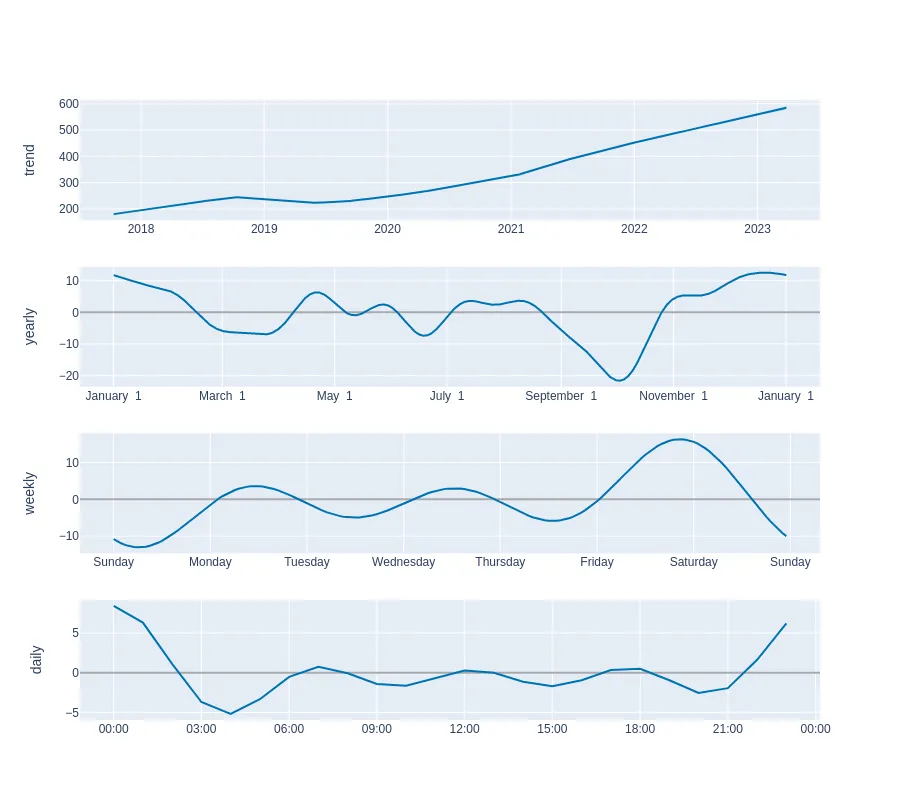 trend
600
500
400
300
200
2018 2019 2020 2021 2022 2023
yearly
10
0
−10
−20
January 1 March 1 May 1 July 1 September 1 November 1 January 1
weekly
10
0
−10
Sunday Monday Tuesday Wednesday Thursday Friday Saturday Sunday
daily
5
0
−5
00:00 03:00 06:00 09:00 12:00 15:00 18:00 21:00 00:00